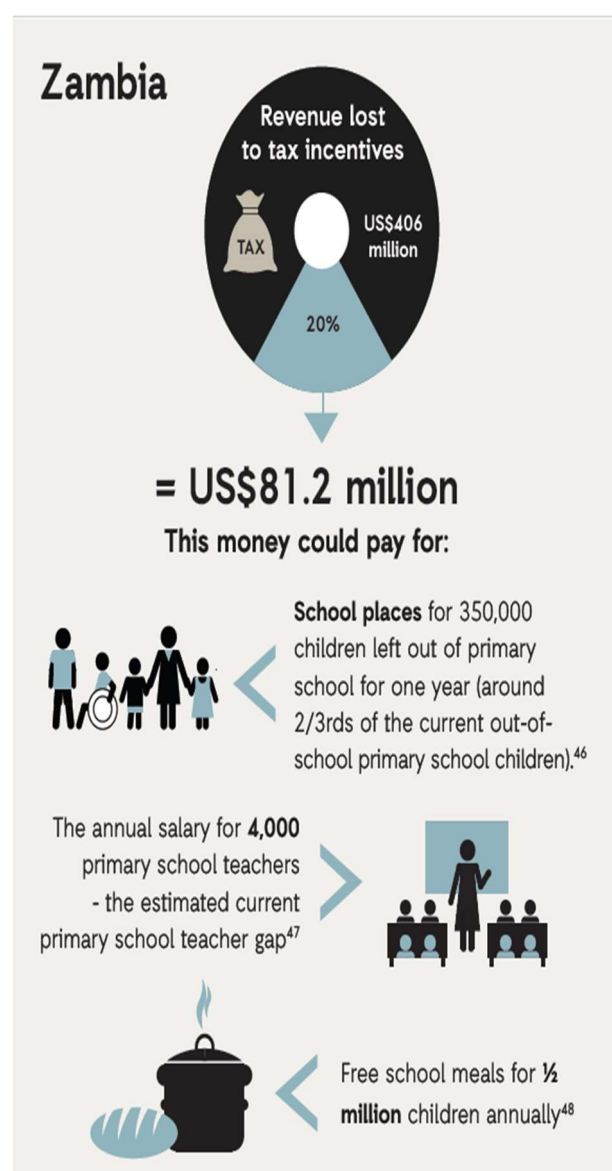 Zambia
Revenue lost
to tax incentives
TAX
US$406
million
20%
= US$81.2 million
This money could pay for:
School places for 350,000
children left out of primary
school for one year (around
2/3rds of the current out-of-
school primary school children).46
The annual salary for 4,000
primary school teachers
- the estimated current
primary school teacher gap47
Free school meals for ½
million children annually48